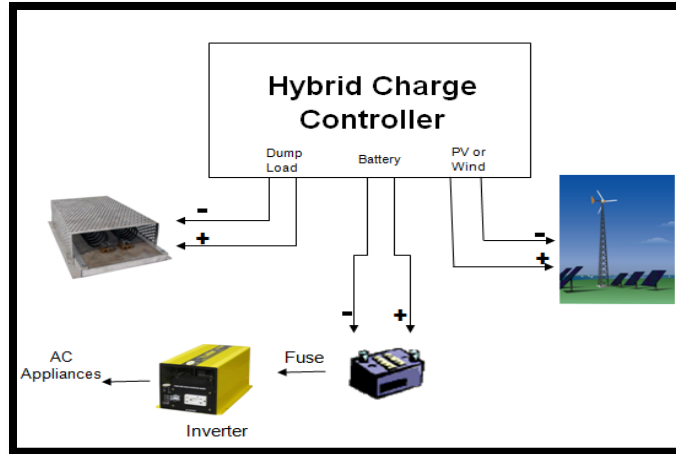 Hybrid Charge
Controller
Dump
Load
Battery
PV or
Wind
-
+
-
+
-
+
AC
Appliances
Fuse
Inverter